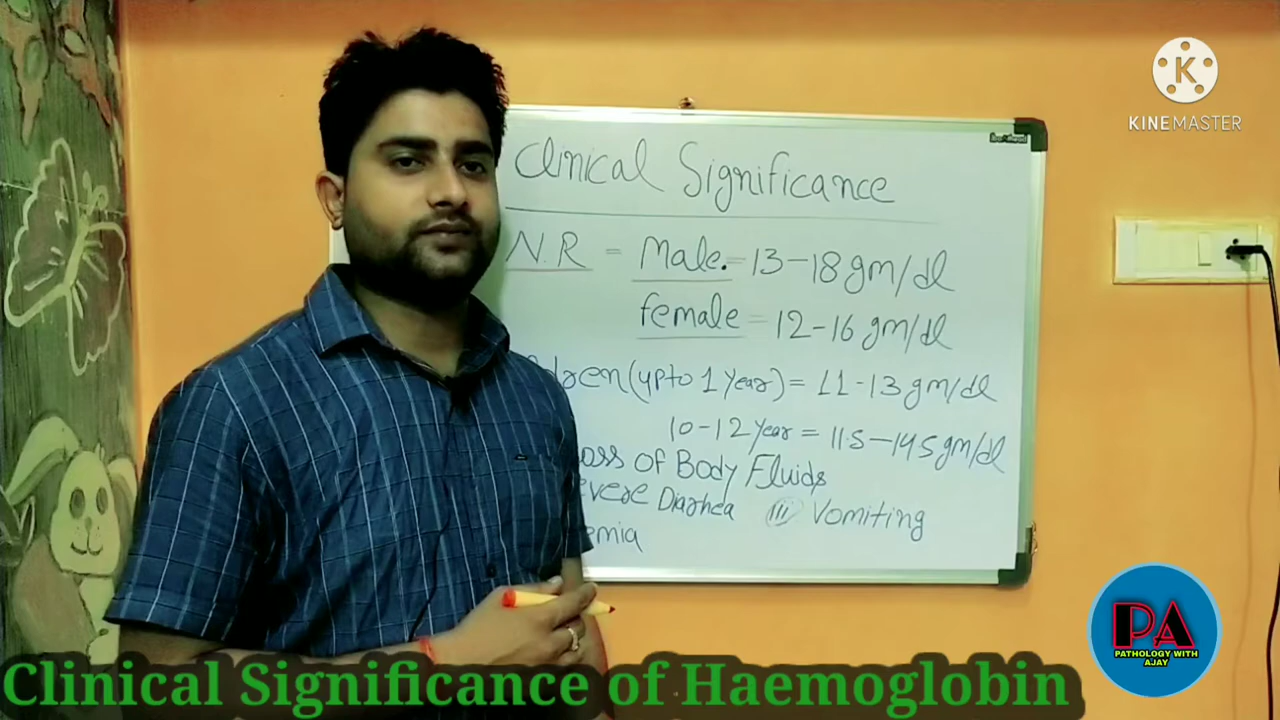 KINEMASTER
Clinical Significance
N.R = Male. = 13-18 gm/dl
female = 12-16 gm/dl
dren (upto 1 Year) = 11-13 gm/dl
10-12 Year = 11.5-14.5 gm/dl
oss of Body Fluids
evere Diarhea (iii) Vomiting
emia
PA
PATHOLOGY WITH
AJAY
Clinical Significance of Haemoglobin